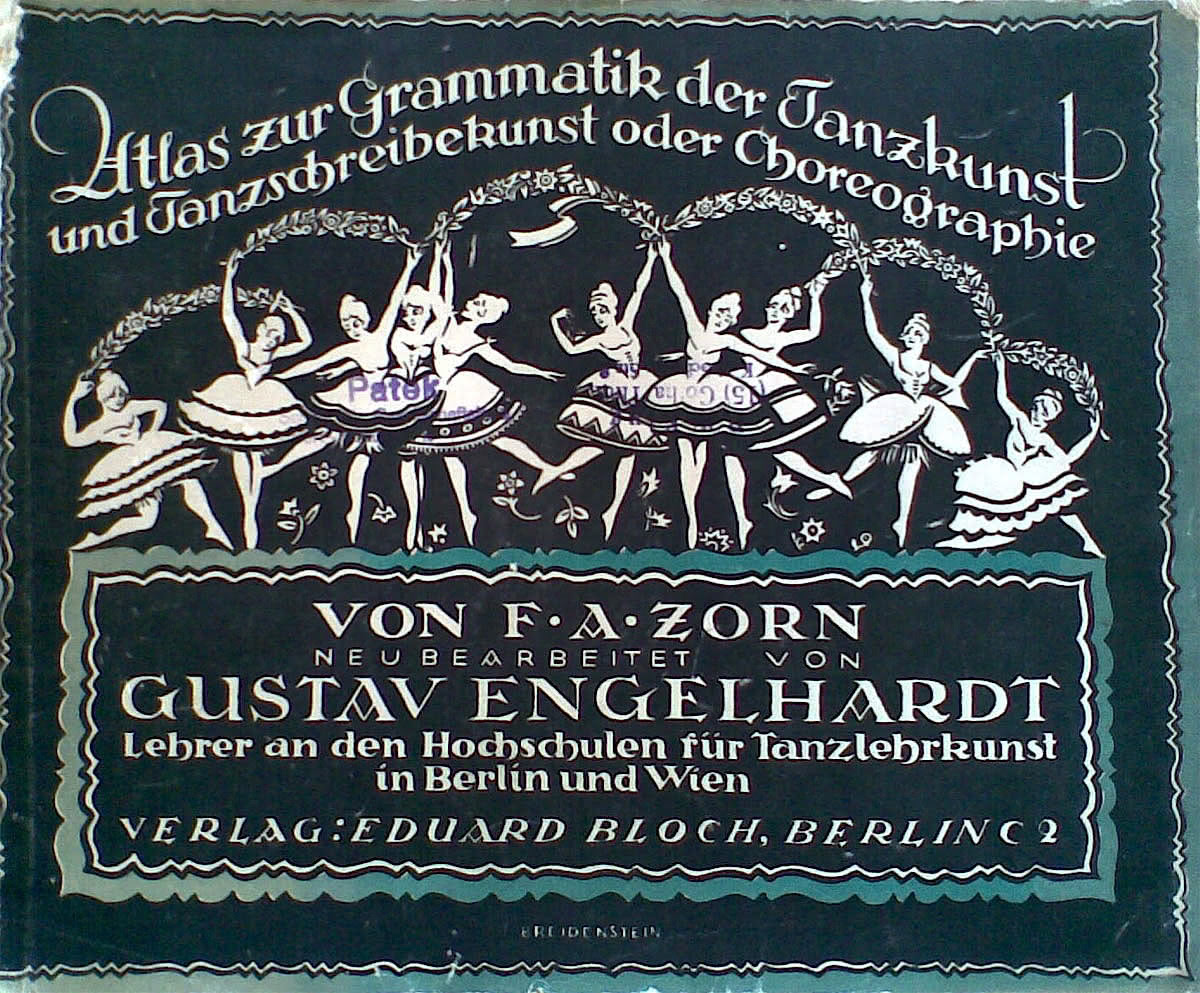 Atlas zur Grammatik der Tanzkunst
und Tanzschreibekunst oder Choreographie
Patek
VON F·A·ZORN
NEUBEARBEITET VON
GUSTAV ENGELHARDT
Lehrer an den Hochschulen für Tanzlehrkunst
in Berlin und Wien
VERLAG: EDUARD BLOCH, BERLIN C 2
BREIDENSTEIN